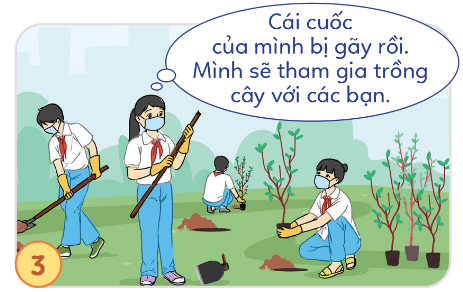 Cái cuốc
của mình bị gãy rồi.
Mình sẽ tham gia trồng
cây với các bạn.
3